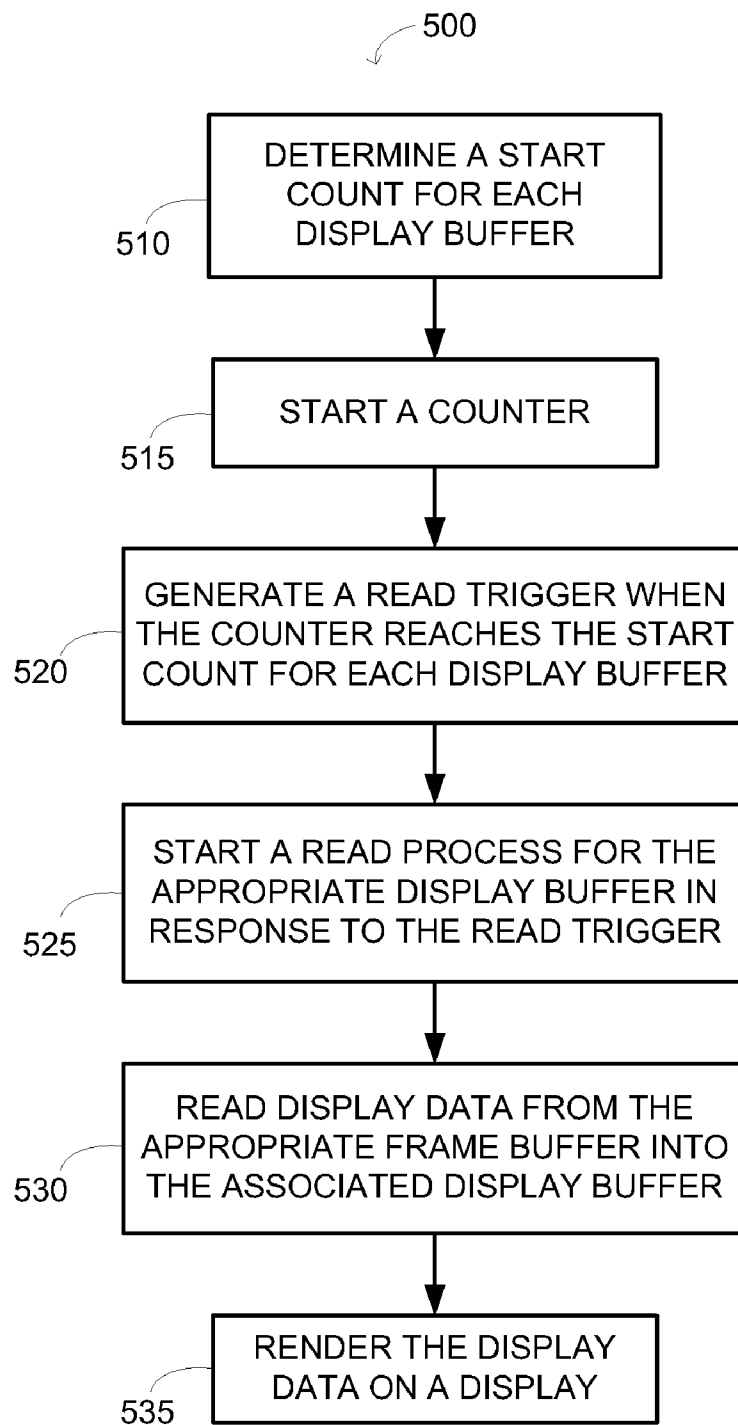 500
DETERMINE A START
COUNT FOR EACH
DISPLAY BUFFER
510
START A COUNTER
515
GENERATE A READ TRIGGER WHEN
THE COUNTER REACHES THE START
COUNT FOR EACH DISPLAY BUFFER
520
START A READ PROCESS FOR THE
APPROPRIATE DISPLAY BUFFER IN
RESPONSE TO THE READ TRIGGER
525
READ DISPLAY DATA FROM THE
APPROPRIATE FRAME BUFFER INTO
THE ASSOCIATED DISPLAY BUFFER
530
RENDER THE DISPLAY
DATA ON A DISPLAY
535